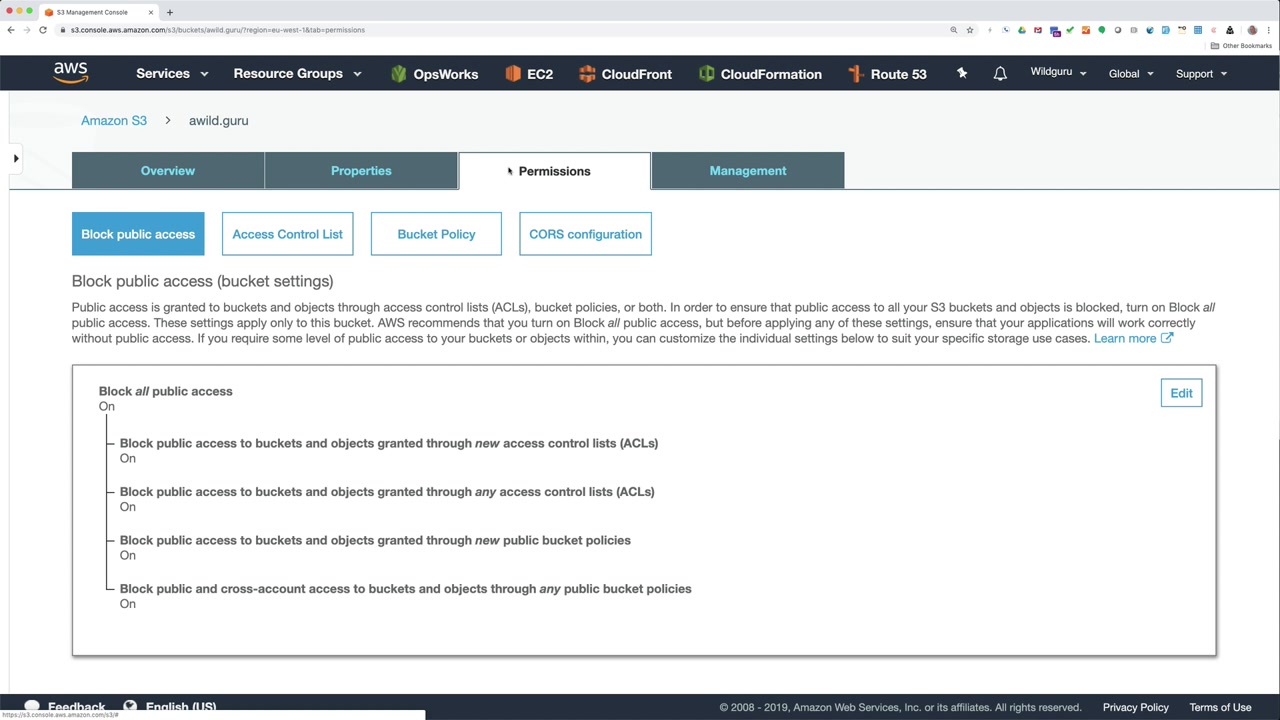 S3 Management Console
s3.console.aws.amazon.com/s3/buckets/awild.guru/?region=eu-west-1&tab=permissions
Other Bookmarks
aws Services Resource Groups OpsWorks EC2 CloudFront CloudFormation Route 53 Wildguru Global Support
Amazon S3 > awild.guru
Overview Properties Permissions Management
Block public access Access Control List Bucket Policy CORS configuration
Block public access (bucket settings)
Public access is granted to buckets and objects through access control lists (ACLs), bucket policies, or both. In order to ensure that public access to all your S3 buckets and objects is blocked, turn on Block all
public access. These settings apply only to this bucket. AWS recommends that you turn on Block all public access, but before applying any of these settings, ensure that your applications will work correctly
without public access. If you require some level of public access to your buckets or objects within, you can customize the individual settings below to suit your specific storage use cases. Learn more
Block all public access
On
Edit
Block public access to buckets and objects granted through new access control lists (ACLs)
On
Block public access to buckets and objects granted through any access control lists (ACLs)
On
Block public access to buckets and objects granted through new public bucket policies
On
Block public and cross-account access to buckets and objects through any public bucket policies
On
Feedback English (US) © 2008 - 2019, Amazon Web Services, Inc. or its affiliates. All rights reserved. Privacy Policy Terms of Use
https://s3.console.aws.amazon.com/s3/#